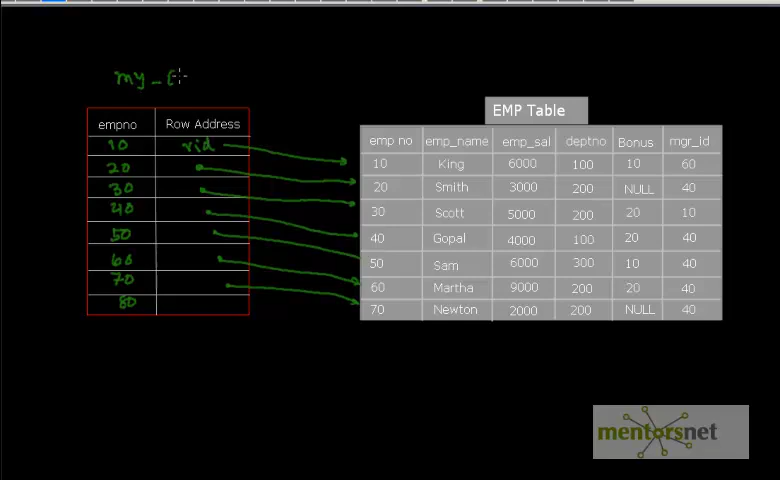 my_E
EMP Table
empno Row Address
10 rid
20
30
40
50
60
70
80
emp no emp_name emp_sal deptno Bonus mgr_id
10 King 6000 100 10 60
20 Smith 3000 200 NULL 40
30 Scott 5000 200 20 10
40 Gopal 4000 100 20 40
50 Sam 6000 300 10 40
60 Martha 9000 200 20 40
70 Newton 2000 200 NULL 40
mentorsnet